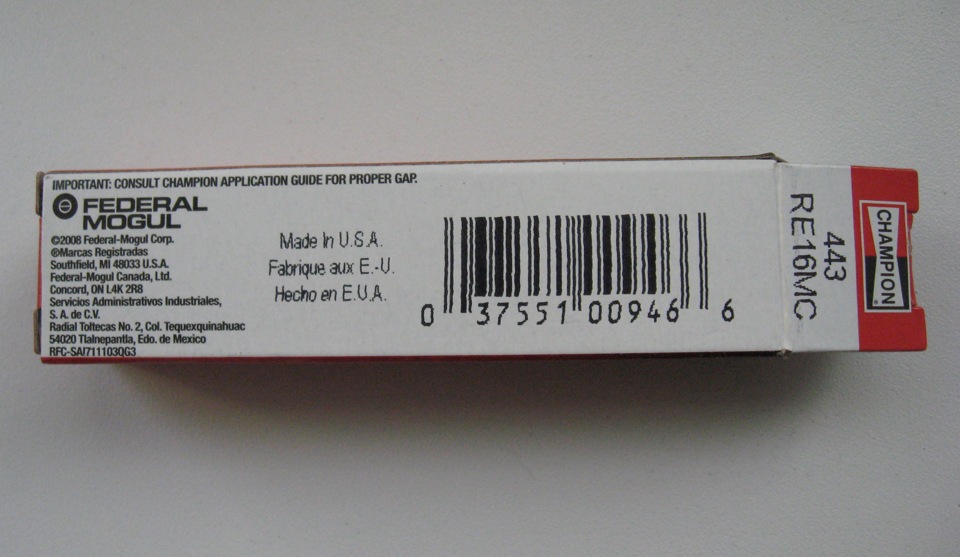 IMPORTANT: CONSULT CHAMPION APPLICATION GUIDE FOR PROPER GAP.
FEDERAL
MOGUL
©2008 Federal-Mogul Corp.
®Marcas Registradas
Southfield, MI 48033 U.S.A.
Federal-Mogul Canada, Ltd.
Concord, ON L4K 2R8
Servicios Administrativos Industriales,
S. A. de C.V.
Radial Toltecas No. 2, Col. Tequexquinahuac
54020 Tlalnepantla, Edo. de Mexico
RFC-SAI711103QG3
Made In U.S.A.
Fabrique aux E.-U.
Hecho en E.U.A.
0 37551 00946 6
443
RE16MC
CHAMPION